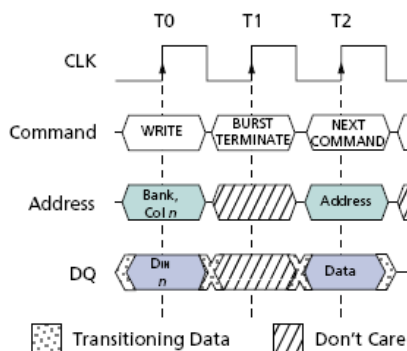 T0 T1 T2
CLK
Command WRITE BURST TERMINATE NEXT COMMAND
Address Bank, Col n Address
DQ DIN n Data
Transitioning Data Don't Care